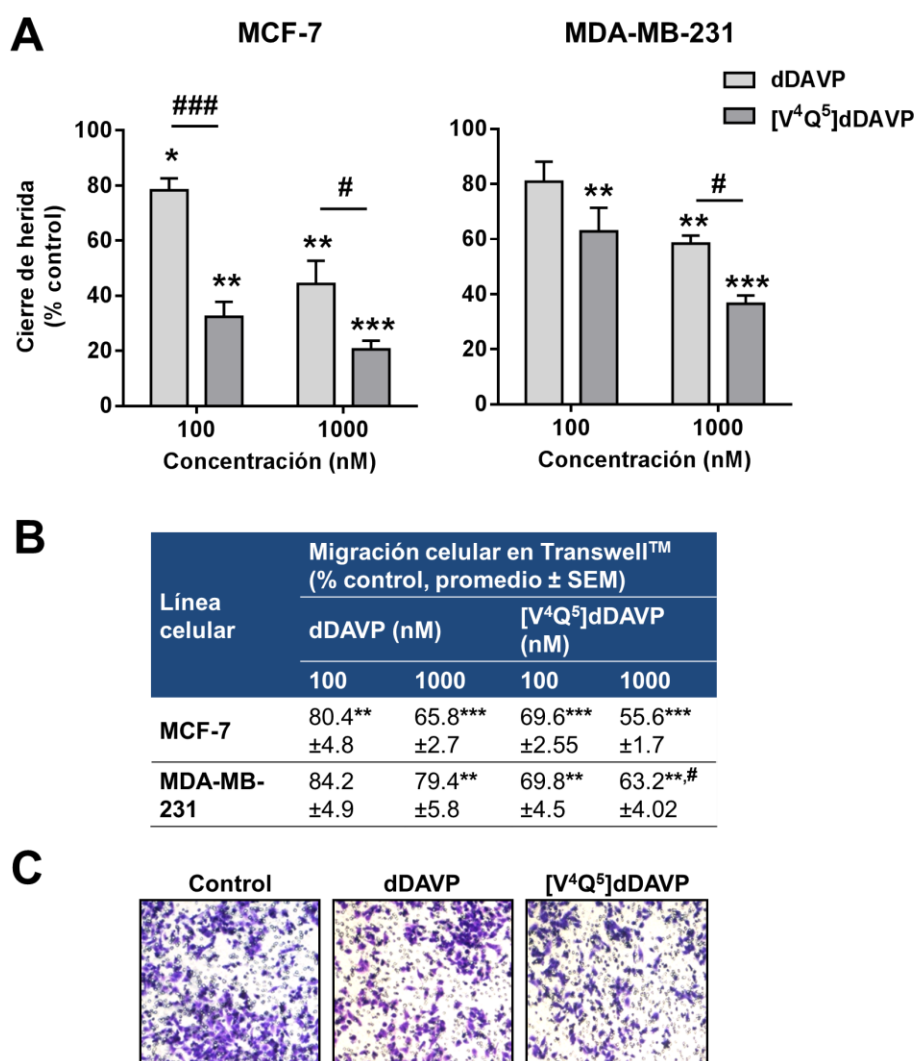 A
MCF-7
MDA-MB-231
dDAVP
[V⁴Q⁵]dDAVP
Cierre de herida
(% control)
100
80
60
40
20
0
###
*
**
#
**
***
100
1000
Concentración (nM)
100
80
60
40
20
0
**
#
**
***
100
1000
Concentración (nM)
B
Línea celular
Migración celular en Transwell™
(% control, promedio ± SEM)
dDAVP (nM)
[V⁴Q⁵]dDAVP
(nM)
100 1000 100 1000
MCF-7
80.4** 65.8*** 69.6*** 55.6***
±4.8 ±2.7 ±2.55 ±1.7
MDA-MB-
231
84.2 79.4** 69.8** 63.2**,#
±4.9 ±5.8 ±4.5 ±4.02
C
Control
dDAVP
[V⁴Q⁵]dDAVP